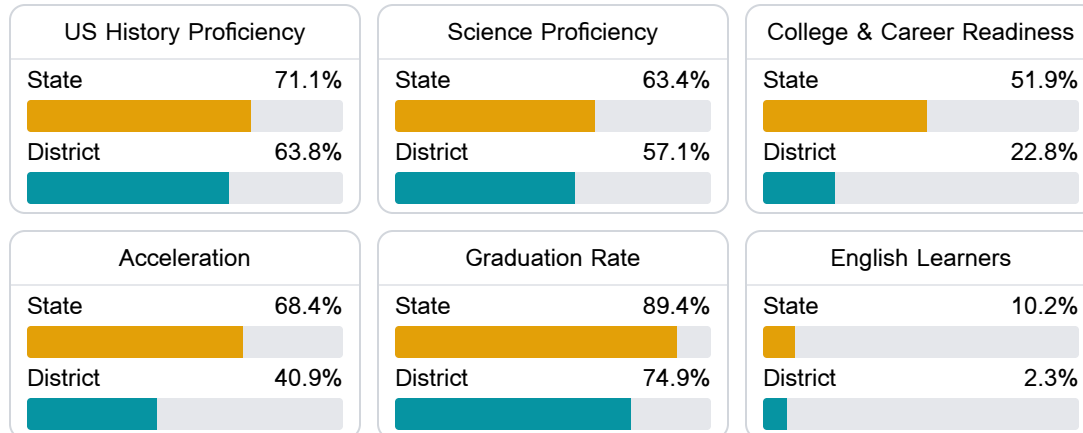 US History Proficiency
State 71.1%
District 63.8%
Science Proficiency
State 63.4%
District 57.1%
College & Career Readiness
State 51.9%
District 22.8%
Acceleration
State 68.4%
District 40.9%
Graduation Rate
State 89.4%
District 74.9%
English Learners
State 10.2%
District 2.3%